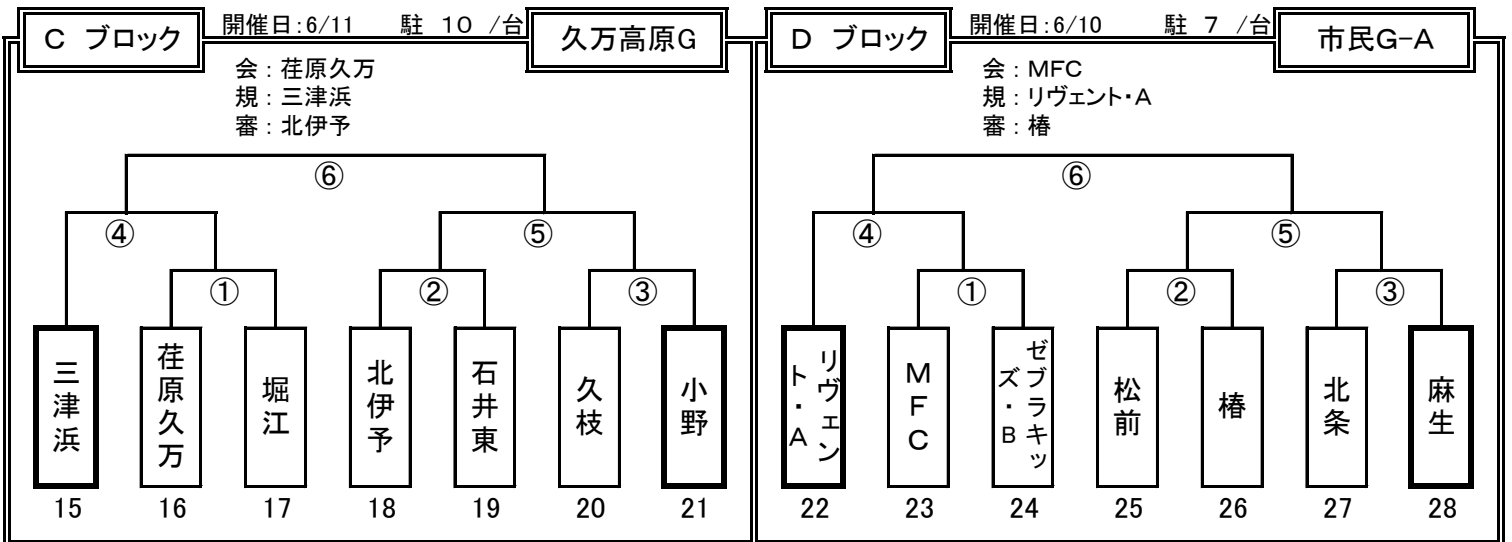 C ブロック
開催日:6/11 駐 10 /台
久万高原G
会:荏原久万
規:三津浜
審:北伊予
⑥
④
⑤
①
②
③
三津浜
荏原久万
堀江
北伊予
石井東
久枝
小野
15 16 17 18 19 20 21
D ブロック
開催日:6/10 駐 7 /台
市民G-A
会:MFC
規:リヴェント・A
審:椿
⑥
④
⑤
①
②
③
リヴェント・A
MFC
ゼブラキッズ・B
松前
椿
北条
麻生
22 23 24 25 26 27 28